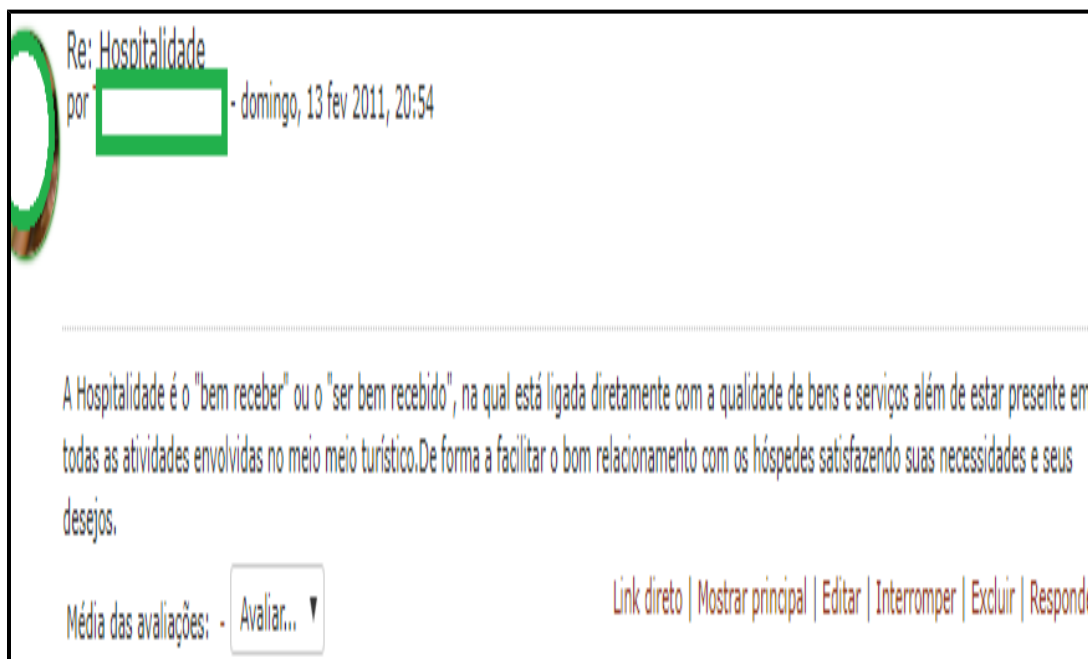 Re: Hospitalidade
por - domingo, 13 fev 2011, 20:54
A Hospitalidade é o "bem receber" ou o "ser bem recebido", na qual está ligada diretamente com a qualidade de bens e serviços além de estar presente em
todas as atividades envolvidas no meio meio turístico.De forma a facilitar o bom relacionamento com os hóspedes satisfazendo suas necessidades e seus
desejos.
Média das avaliações: - Avaliar... Link direto | Mostrar principal | Editar | Interromper | Excluir | Responde